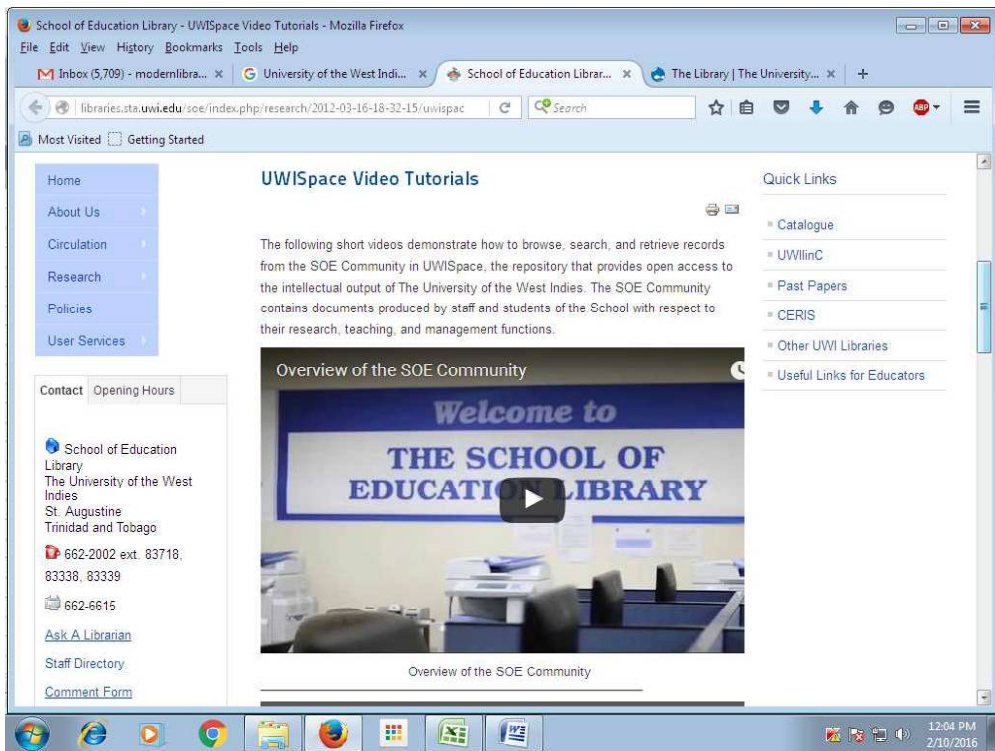 School of Education Library - UWISpace Video Tutorials - Mozilla Firefox
File Edit View History Bookmarks Tools Help
Inbox (5,709) - modernlibra...
University of the West Indi...
School of Education Librar...
The Library | The University...
libraries.sta.uwi.edu/soe/index.php/research/2012-03-16-18-32-15/uwispac
Search
ABP
Most Visited Getting Started
Home
About Us
Circulation
Research
Policies
User Services
Contact Opening Hours
School of Education
Library
The University of the West
Indies
St. Augustine
Trinidad and Tobago
662-2002 ext. 83718,
83338, 83339
662-6615
Ask A Librarian
Staff Directory
Comment Form
UWISpace Video Tutorials
The following short videos demonstrate how to browse, search, and retrieve records
from the SOE Community in UWISpace, the repository that provides open access to
the intellectual output of The University of the West Indies. The SOE Community
contains documents produced by staff and students of the School with respect to
their research, teaching, and management functions.
Overview of the SOE Community
Welcome to
THE SCHOOL OF
EDUCATION LIBRARY
Overview of the SOE Community
Quick Links
Catalogue
UWIlinC
Past Papers
CERIS
Other UWI Libraries
Useful Links for Educators
12:04 PM
2/10/2016